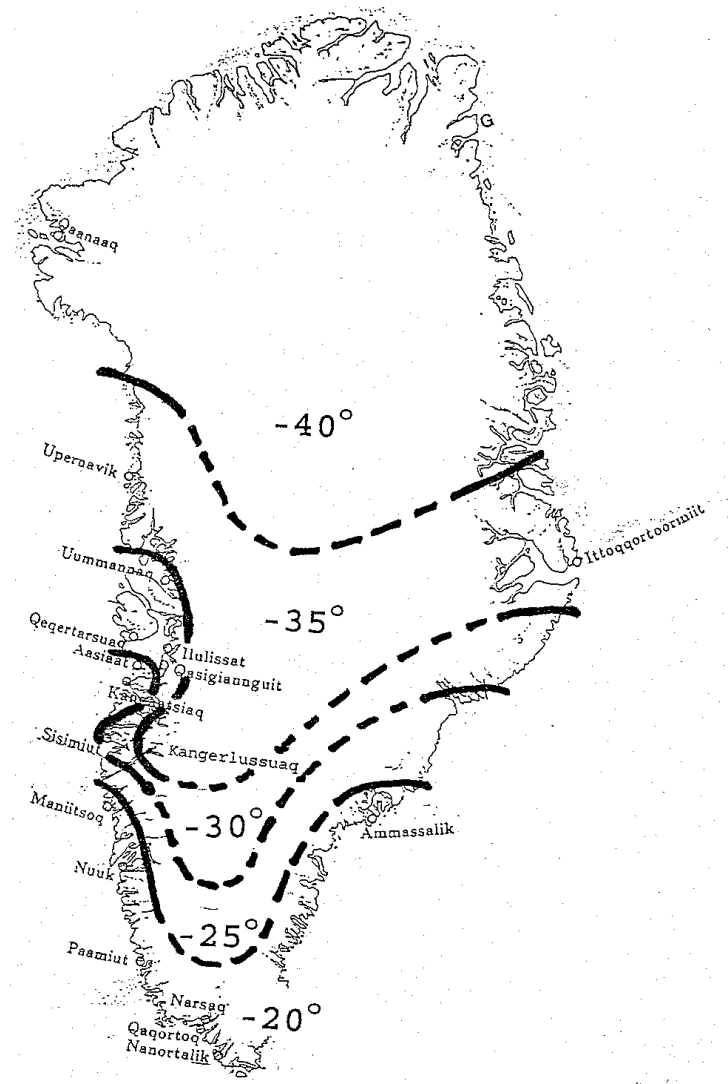 G
Qaanaaq
-40°
Upernavik
Ittoqqortoormiit
Uummannaq
-35°
Qeqertarsuaq
Ilulissat
Aasiaat
Qasigiannguit
Sisimiut
Kangerlussuaq
Maniitsoq
-30°
Ammassalik
Nuuk
-25°
Paamiut
Narsaq
-20°
Qaqortoq
Nanortalik